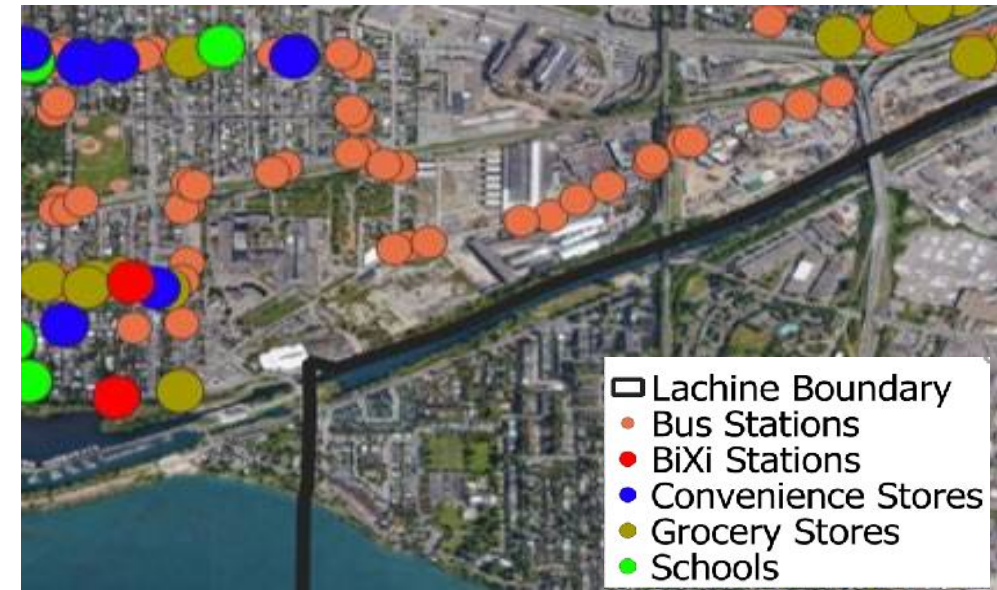 Lachine Boundary
Bus Stations
BiXi Stations
Convenience Stores
Grocery Stores
Schools